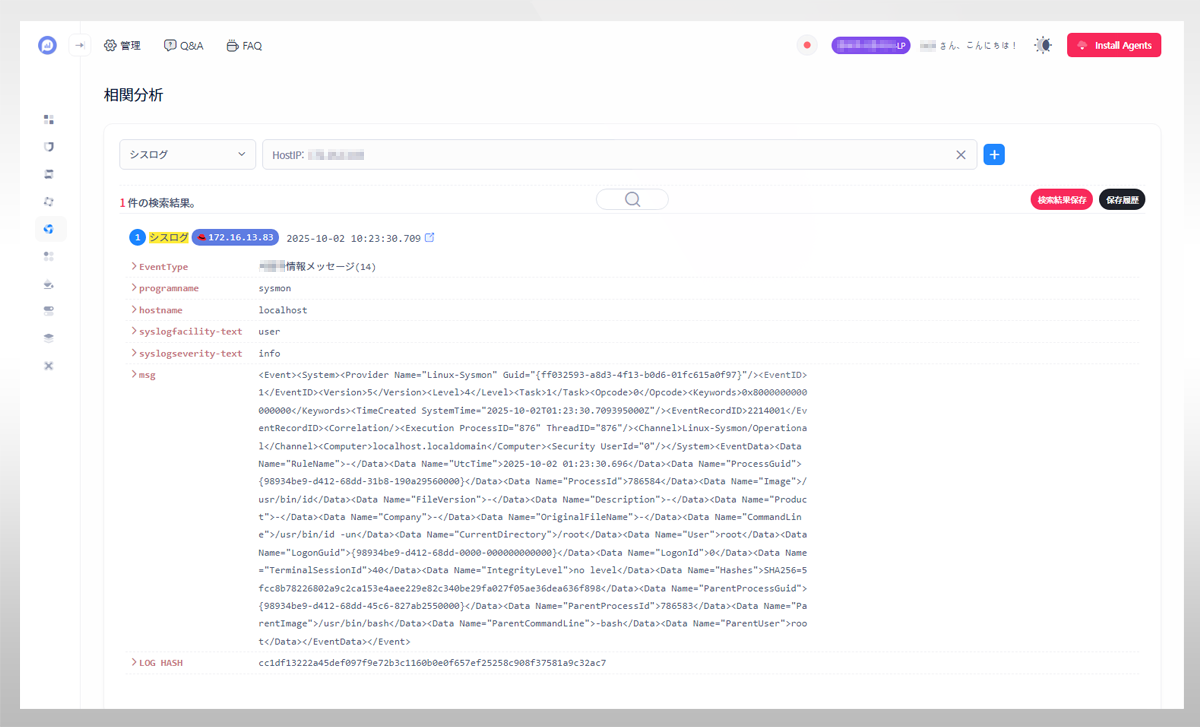 管理 Q&A FAQ
LP さん、こんにちは！ Install Agents
相関分析
シスログ HostIP:
1 件の検索結果。 検索結果保存 保存履歴
1 シスログ 172.16.13.83 2025-10-02 10:23:30.709
EventType 情報メッセージ(14)
programname sysmon
hostname localhost
syslogfacility-text user
syslogseverity-text info
msg <Event><System><Provider Name="Linux-Sysmon" Guid="{ff032593-a8d3-4f13-b0d6-01fc615a0f97}"/><EventID>
1</EventID><Version>5</Version><Level>4</Level><Task>1</Task><Opcode>0</Opcode><Keywords>0x8000000000
000000</Keywords><TimeCreated SystemTime="2025-10-02T01:23:30.709395000Z"/><EventRecordID>2214001</Ev
entRecordID><Correlation/><Execution ProcessID="876" ThreadID="876"/><Channel>Linux-Sysmon/Operationa
l</Channel><Computer>localhost.localdomain</Computer><Security UserId="0"/></System><EventData><Data
Name="RuleName">-</Data><Data Name="UtcTime">2025-10-02 01:23:30.696</Data><Data Name="ProcessGuid">
{98934be9-d412-68dd-31b8-190a29560000}</Data><Data Name="ProcessId">786584</Data><Data Name="Image">/
usr/bin/id</Data><Data Name="FileVersion">-</Data><Data Name="Description">-</Data><Data Name="Produc
t">-</Data><Data Name="Company">-</Data><Data Name="OriginalFileName">-</Data><Data Name="CommandLin
e">/usr/bin/id -un</Data><Data Name="CurrentDirectory">/root</Data><Data Name="User">root</Data><Data
Name="LogonGuid">{98934be9-d412-68dd-0000-000000000000}</Data><Data Name="LogonId">0</Data><Data Name
="TerminalSessionId">40</Data><Data Name="IntegrityLevel">no level</Data><Data Name="Hashes">SHA256=5
fcc8b78226802a9c2ca153e4aee229e82c340be29fa027f05ae36dea636f898</Data><Data Name="ParentProcessGuid">
{98934be9-d412-68dd-45c6-827ab2550000}</Data><Data Name="ParentProcessId">786583</Data><Data Name="Pa
rentImage">/usr/bin/bash</Data><Data Name="ParentCommandLine">-bash</Data><Data Name="ParentUser">roo
t</Data></EventData></Event>
LOG HASH cc1df13222a45def097f9e72b3c1160b0e0f657ef25258c908f37581a9c32ac7